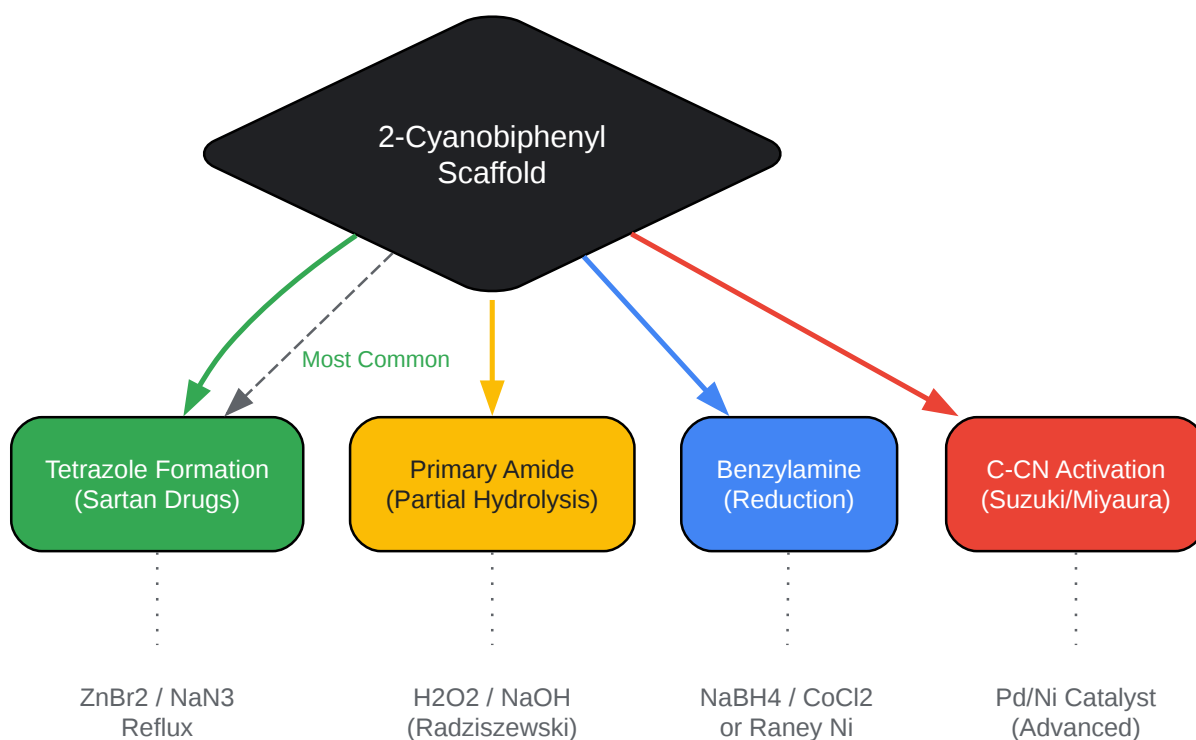 2-Cyanobiphenyl
Scaffold
Most Common
Tetrazole Formation
(Sartan Drugs)
Primary Amide
(Partial Hydrolysis)
Benzylamine
(Reduction)
C-CN Activation
(Suzuki/Miyaura)
ZnBr2 / NaN3
Reflux
H2O2 / NaOH
(Radziszewski)
NaBH4 / CoCl2
or Raney Ni
Pd/Ni Catalyst
(Advanced)